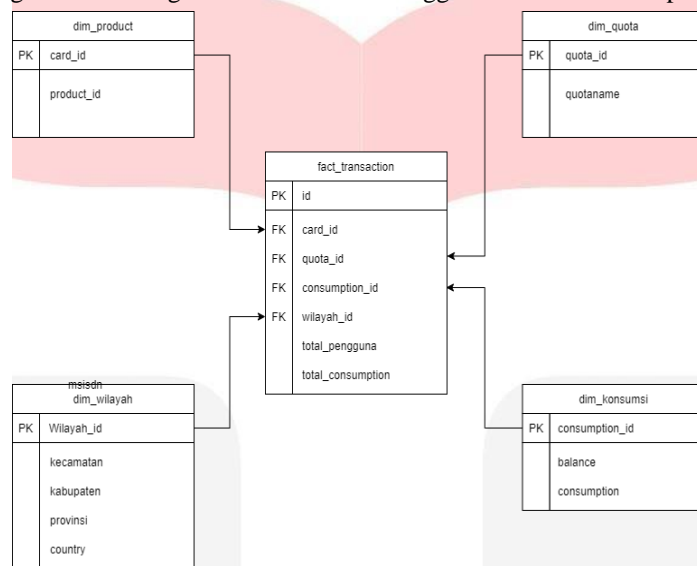 dim_product
PK card_id
product_id
dim_quota
PK quota_id
quotaname
fact_transaction
PK id
FK card_id
FK quota_id
FK consumption_id
FK wilayah_id
total_pengguna
total_consumption
msisdn
dim_wilayah
PK Wilayah_id
kecamatan
kabupaten
provinsi
country
dim_konsumsi
PK consumption_id
balance
consumption